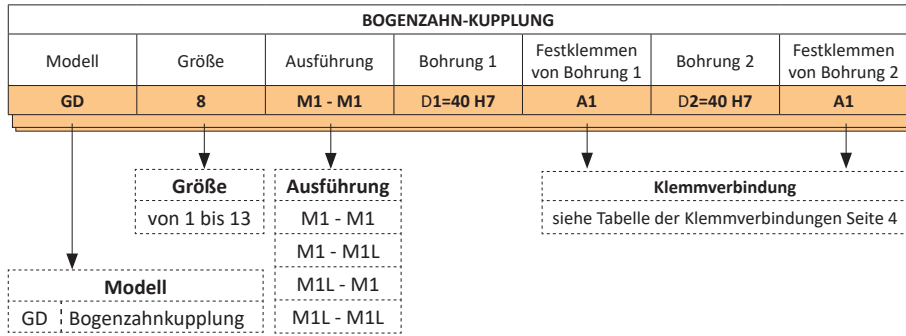 BOGENZAHN-KUPPLUNG
Modell Größe Ausführung Bohrung 1 Festklemmen von Bohrung 1 Bohrung 2 Festklemmen von Bohrung 2
GD 8 M1 - M1 D1=40 H7 A1 D2=40 H7 A1
Größe
von 1 bis 13
Ausführung
M1 - M1
M1 - M1L
M1L - M1
M1L - M1L
Klemmverbindung
siehe Tabelle der Klemmverbindungen Seite 4
Modell
GD Bogenzahnkupplung